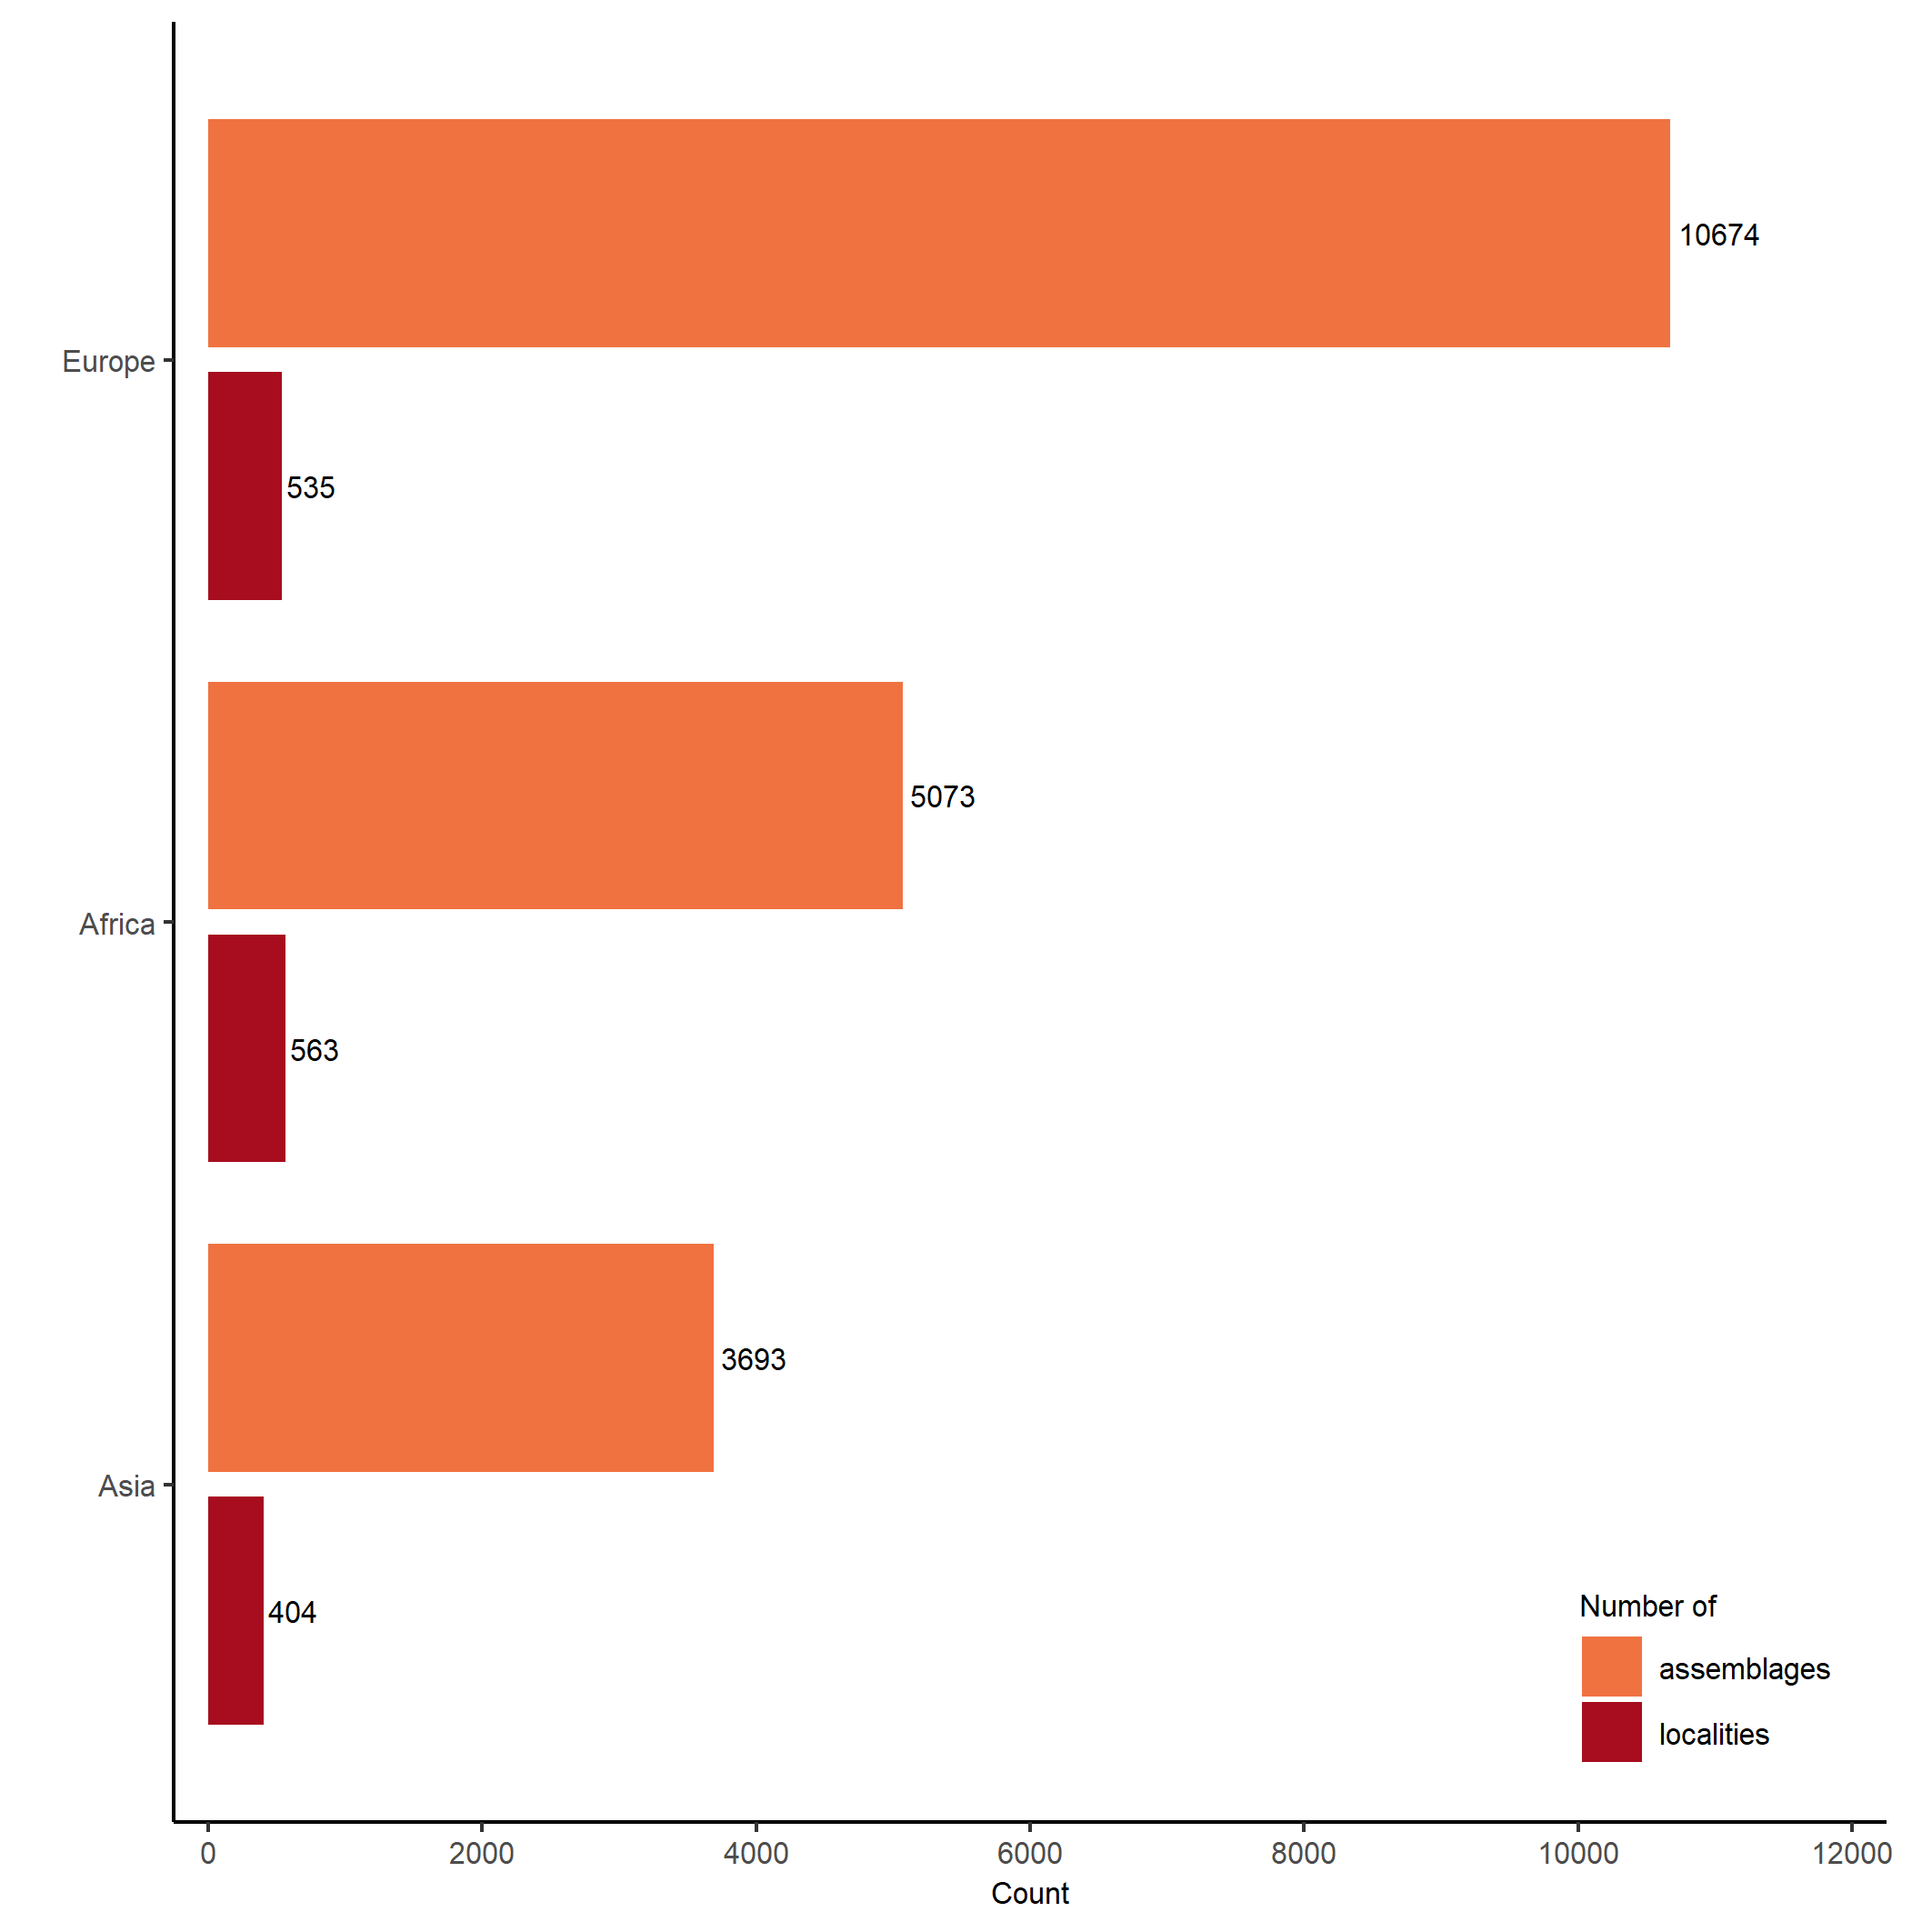 10674
Europe
535
5073
Africa
563
3693
Asia
404
Number of
assemblages
localities
0 2000 4000 6000 8000 10000 12000
Count